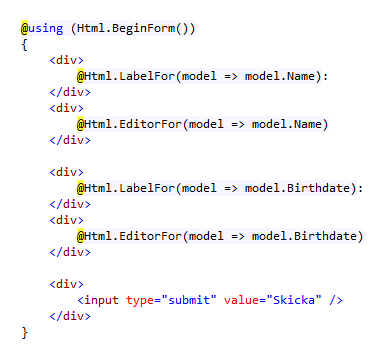 @using (Html.BeginForm())
{
    <div>
        @Html.LabelFor(model => model.Name):
    </div>
    <div>
        @Html.EditorFor(model => model.Name)
    </div>

    <div>
        @Html.LabelFor(model => model.Birthdate):
    </div>
    <div>
        @Html.EditorFor(model => model.Birthdate)
    </div>

    <div>
        <input type="submit" value="Skicka" />
    </div>
}